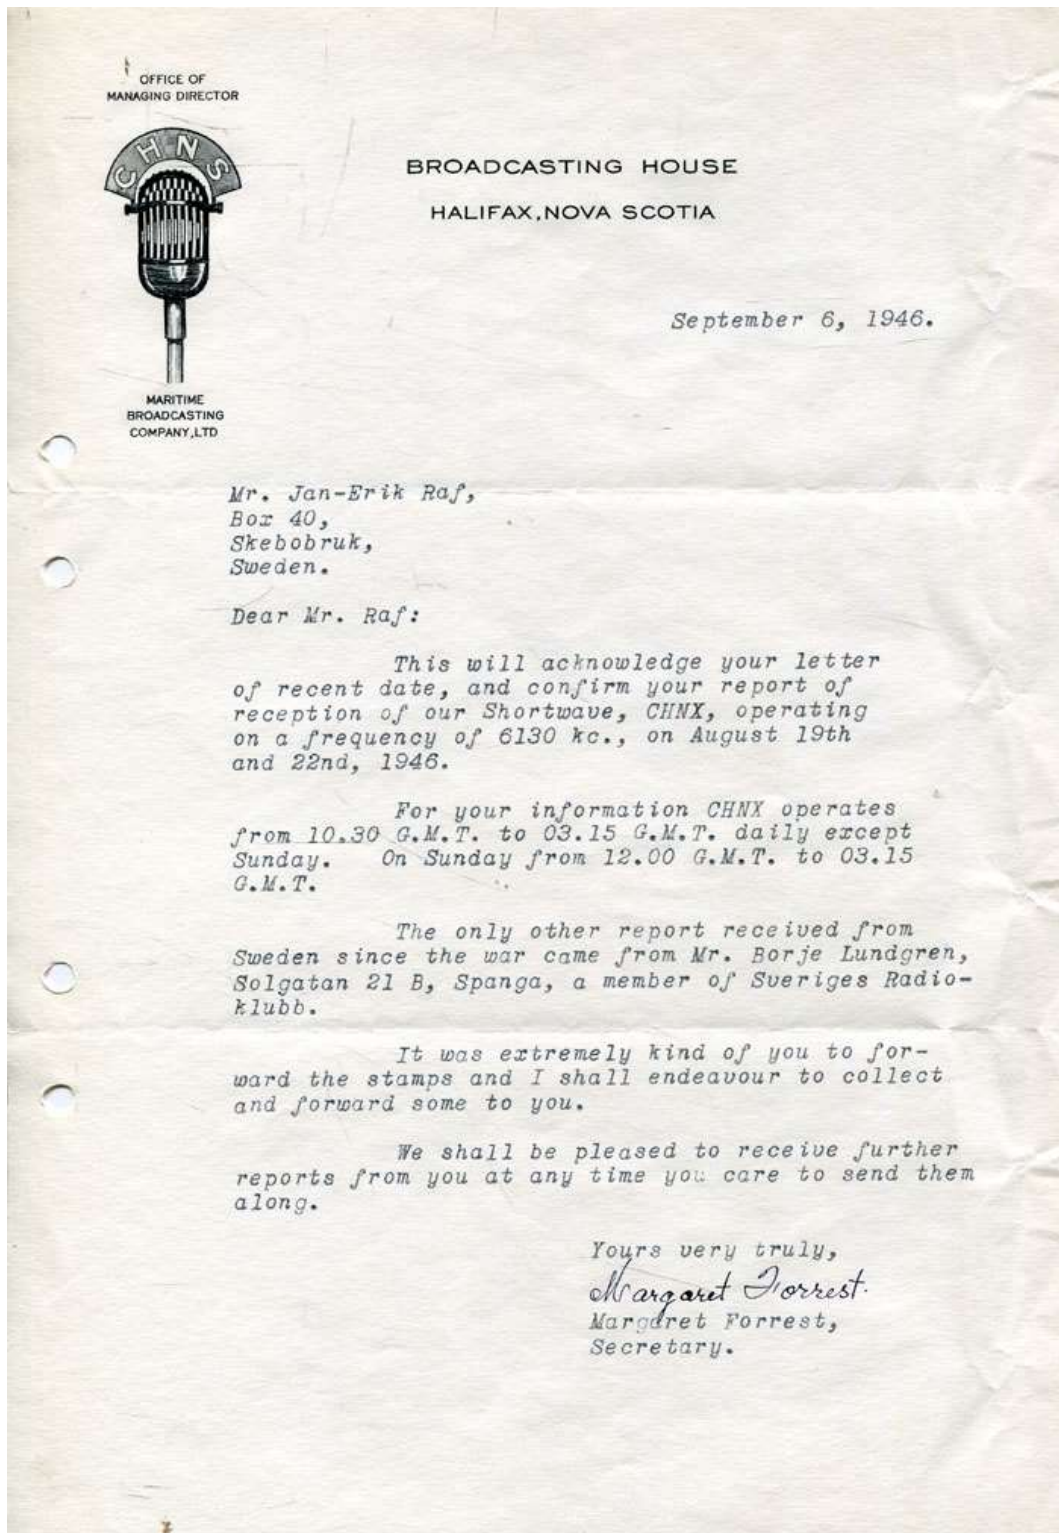 OFFICE OF
MANAGING DIRECTOR
CHNS
BROADCASTING HOUSE
HALIFAX, NOVA SCOTIA
September 6, 1946.
MARITIME
BROADCASTING
COMPANY, LTD
Mr. Jan-Erik Raf,
Box 40,
Skebobruk,
Sweden.
Dear Mr. Raf:
This will acknowledge your letter
of recent date, and confirm your report of
reception of our Shortwave, CHNX, operating
on a frequency of 6130 kc., on August 19th
and 22nd, 1946.
For your information CHNX operates
from 10.30 G.M.T. to 03.15 G.M.T. daily except
Sunday. On Sunday from 12.00 G.M.T. to 03.15
G.M.T.
The only other report received from
Sweden since the war came from Mr. Borje Lundgren,
Solgatan 21 B, Spanga, a member of Sveriges Radio-
klubb.
It was extremely kind of you to for-
ward the stamps and I shall endeavour to collect
and forward some to you.
We shall be pleased to receive further
reports from you at any time you care to send them
along.
Yours very truly,
Margaret Forrest.
Margaret Forrest,
Secretary.